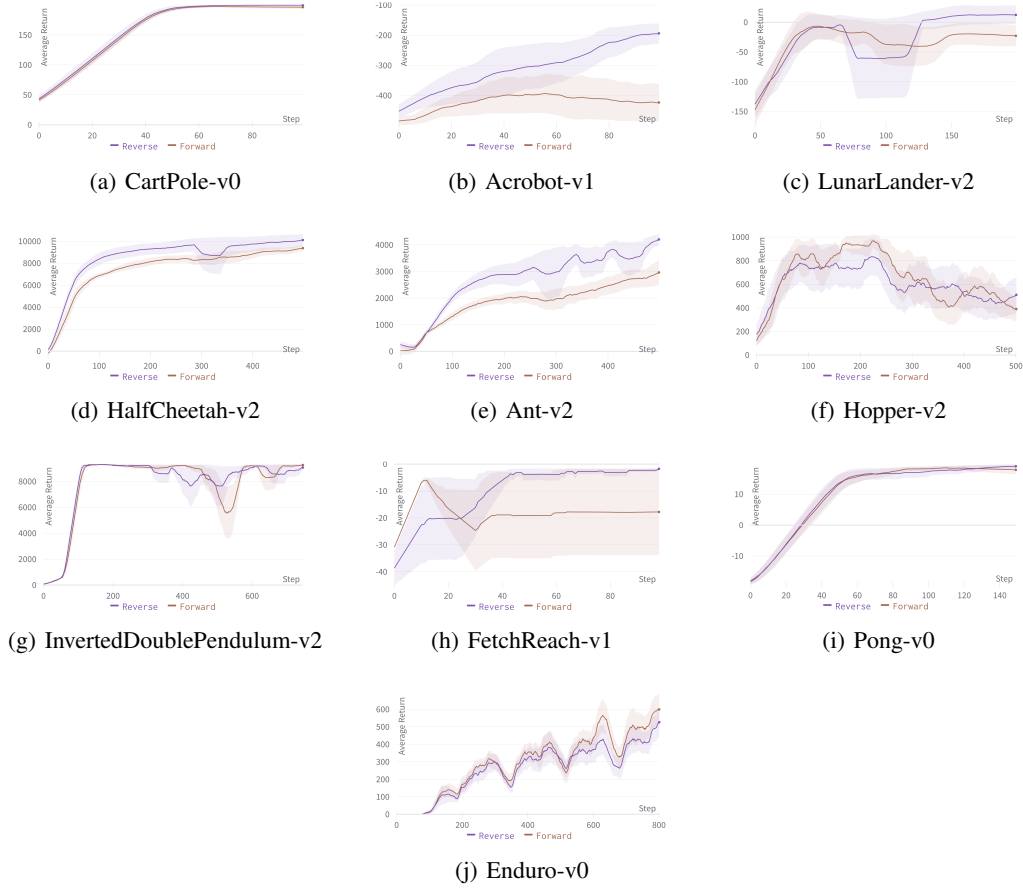 Average Return
150
100
50
0
0 20 40 60 80
Step
Reverse Forward
(a) CartPole-v0
Average Return
-100
-200
-300
-400
0 20 40 60 80
Step
Reverse Forward
(b) Acrobot-v1
Average Return
0
-50
-100
-150
0 50 100 150
Step
Reverse Forward
(c) LunarLander-v2
Average Return
10000
8000
6000
4000
2000
0
0 100 200 300 400
Step
Reverse Forward
(d) HalfCheetah-v2
Average Return
4000
3000
2000
1000
0
0 100 200 300 400
Step
Reverse Forward
(e) Ant-v2
Average Return
1000
800
600
400
200
0
0 100 200 300 400 500
Step
Reverse Forward
(f) Hopper-v2
Average Return
8000
6000
4000
2000
0
0 200 400 600
Step
Reverse Forward
(g) InvertedDoublePendulum-v2
Average Return
0
-10
-20
-30
-40
0 20 40 60 80
Step
Reverse Forward
(h) FetchReach-v1
Average Return
10
0
-10
0 20 40 60 80 100 120 140
Step
Reverse Forward
(i) Pong-v0
Average Return
600
500
400
300
200
100
0
0 200 400 600 800
Step
Reverse Forward
(j) Enduro-v0